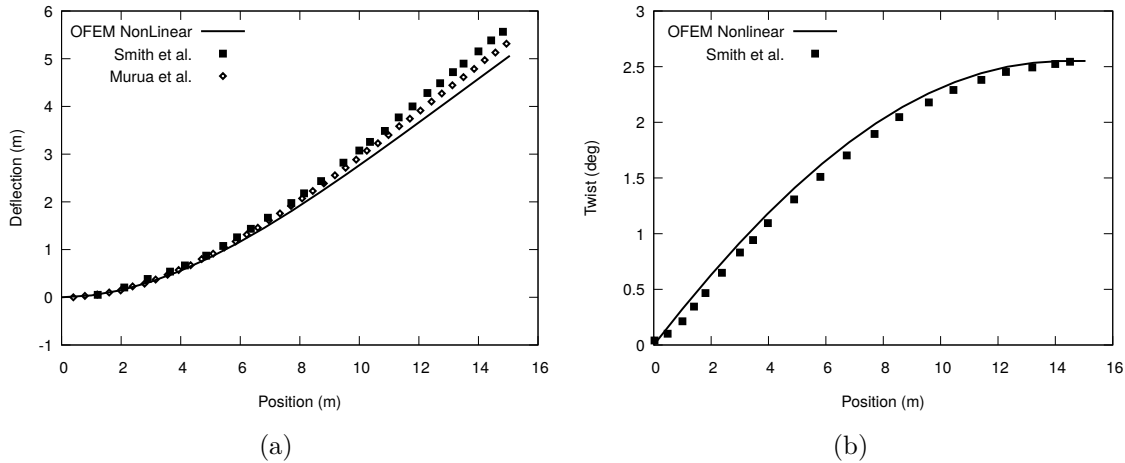 OFEM NonLinear
Smith et al.
Murua et al.
6
5
4
3
2
1
0
-1
Deflection (m)
0 2 4 6 8 10 12 14 16
Position (m)
(a)
OFEM Nonlinear
Smith et al.
3
2.5
2
1.5
1
0.5
0
Twist (deg)
0 2 4 6 8 10 12 14 16
Position (m)
(b)